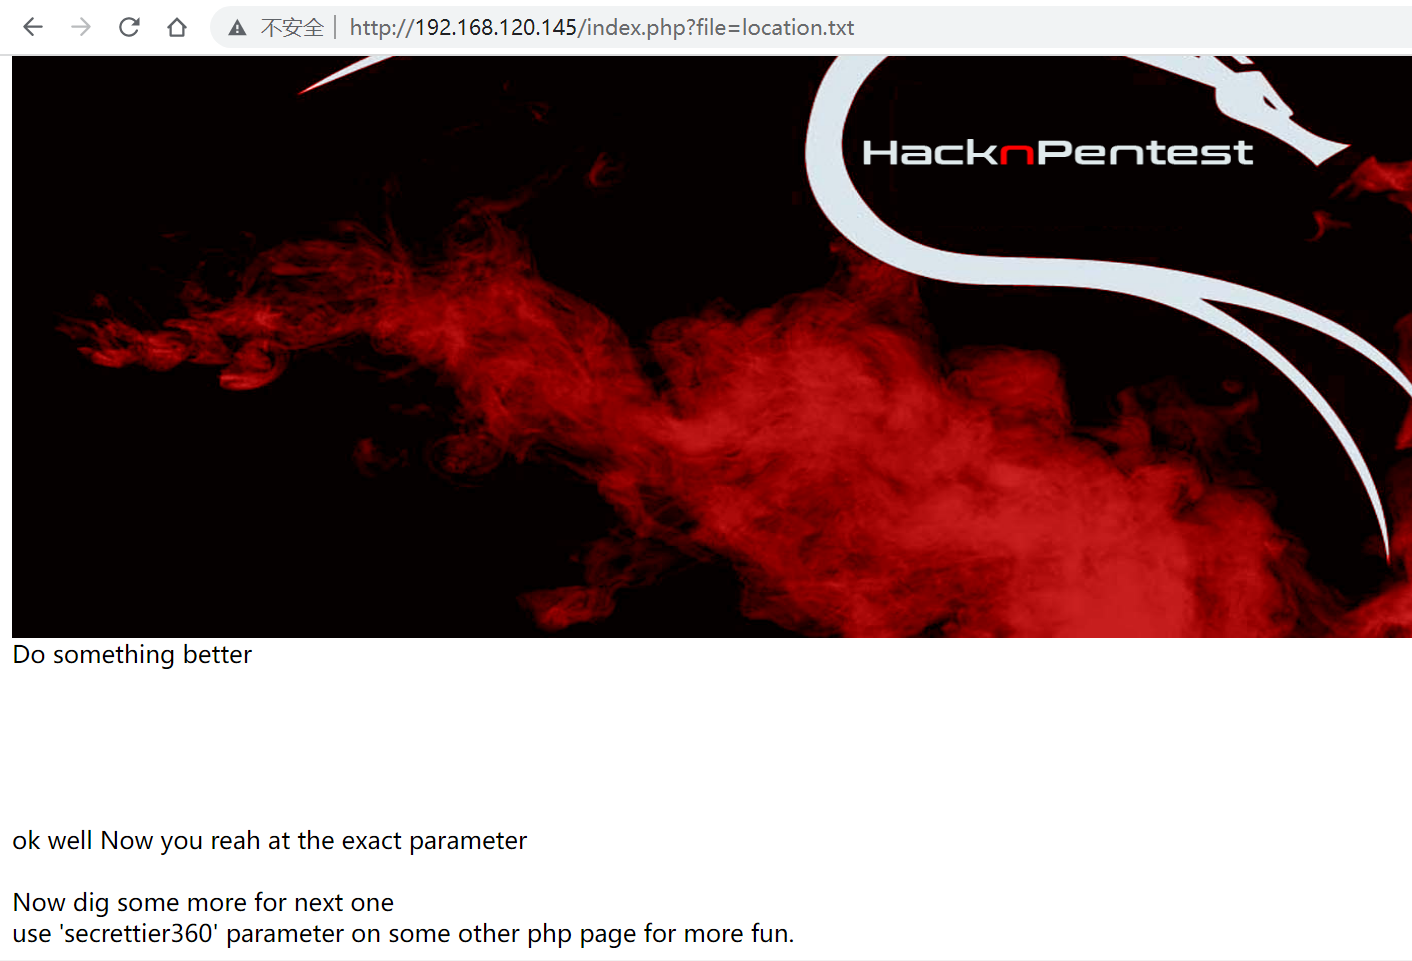 不安全 http://192.168.120.145/index.php?file=location.txt
HacknPentest
Do something better
ok well Now you reah at the exact parameter
Now dig some more for next one
use 'secrettier360' parameter on some other php page for more fun.